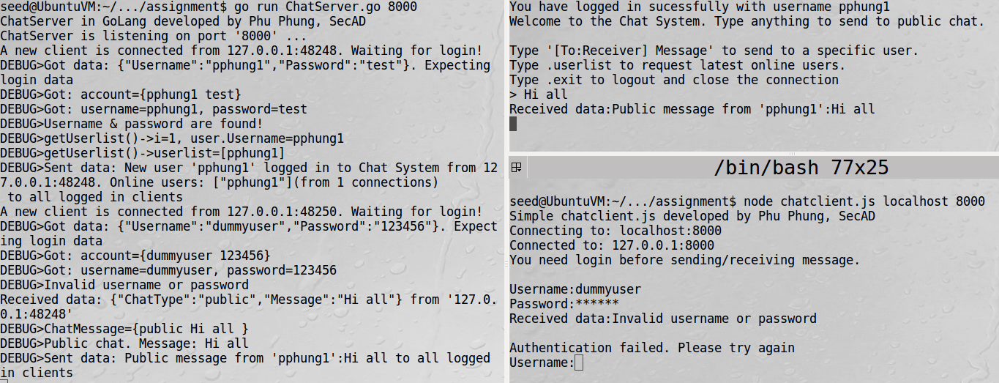 seed@UbuntuVM:~/.../assignment$ go run ChatServer.go 8000
ChatServer in GoLang developed by Phu Phung, SecAD
ChatServer is listening on port '8000' ...
A new client is connected from 127.0.0.1:48248. Waiting for login!
DEBUG>Got data: {"Username":"pphung1","Password":"test"}. Expecting
login data
DEBUG>Got: account={pphung1 test}
DEBUG>Got: username=pphung1, password=test
DEBUG>Username & password are found!
DEBUG>getUserlist()->i=1, user.Username=pphung1
DEBUG>getUserlist()->userlist=[pphung1]
DEBUG>Sent data: New user 'pphung1' logged in to Chat System from 12
7.0.0.1:48248. Online users: ["pphung1"](from 1 connections)
 to all logged in clients
A new client is connected from 127.0.0.1:48250. Waiting for login!
DEBUG>Got data: {"Username":"dummyuser","Password":"123456"}. Expect
ing login data
DEBUG>Got: account={dummyuser 123456}
DEBUG>Got: username=dummyuser, password=123456
DEBUG>Invalid username or password
Received data: {"ChatType":"public","Message":"Hi all"} from '127.0.
0.1:48248'
DEBUG>ChatMessage={public Hi all }
DEBUG>Public chat. Message: Hi all
DEBUG>Sent data: Public message from 'pphung1':Hi all to all logged
in clients
You have logged in sucessfully with username pphung1
Welcome to the Chat System. Type anything to send to public chat.
Type '[To:Receiver] Message' to send to a specific user.
Type .userlist to request latest online users.
Type .exit to logout and close the connection
> Hi all
Received data:Public message from 'pphung1':Hi all
/bin/bash 77x25
seed@UbuntuVM:~/.../assignment$ node chatclient.js localhost 8000
Simple chatclient.js developed by Phu Phung, SecAD
Connecting to: localhost:8000
Connected to: 127.0.0.1:8000
You need login before sending/receiving message.
Username:dummyuser
Password:******
Received data:Invalid username or password
Authentication failed. Please try again
Username: